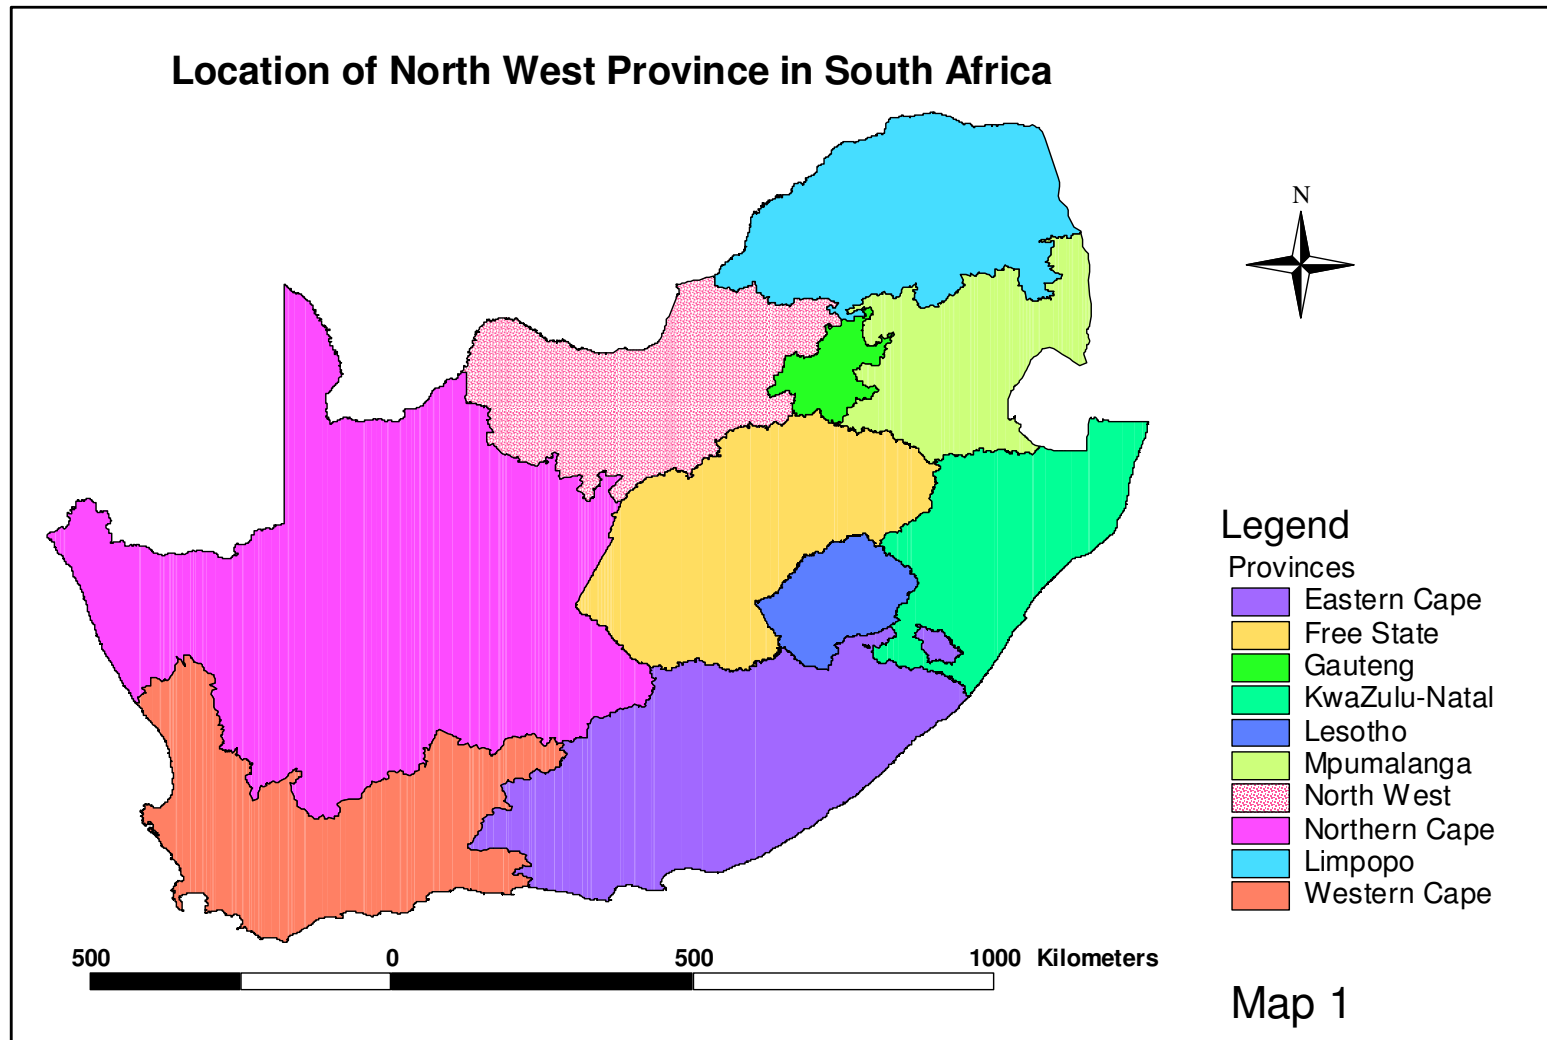 Location of North West Province in South Africa
N
Legend
Provinces
Eastern Cape
Free State
Gauteng
KwaZulu-Natal
Lesotho
Mpumalanga
North West
Northern Cape
Limpopo
Western Cape
500 0 500 1000 Kilometers
Map 1